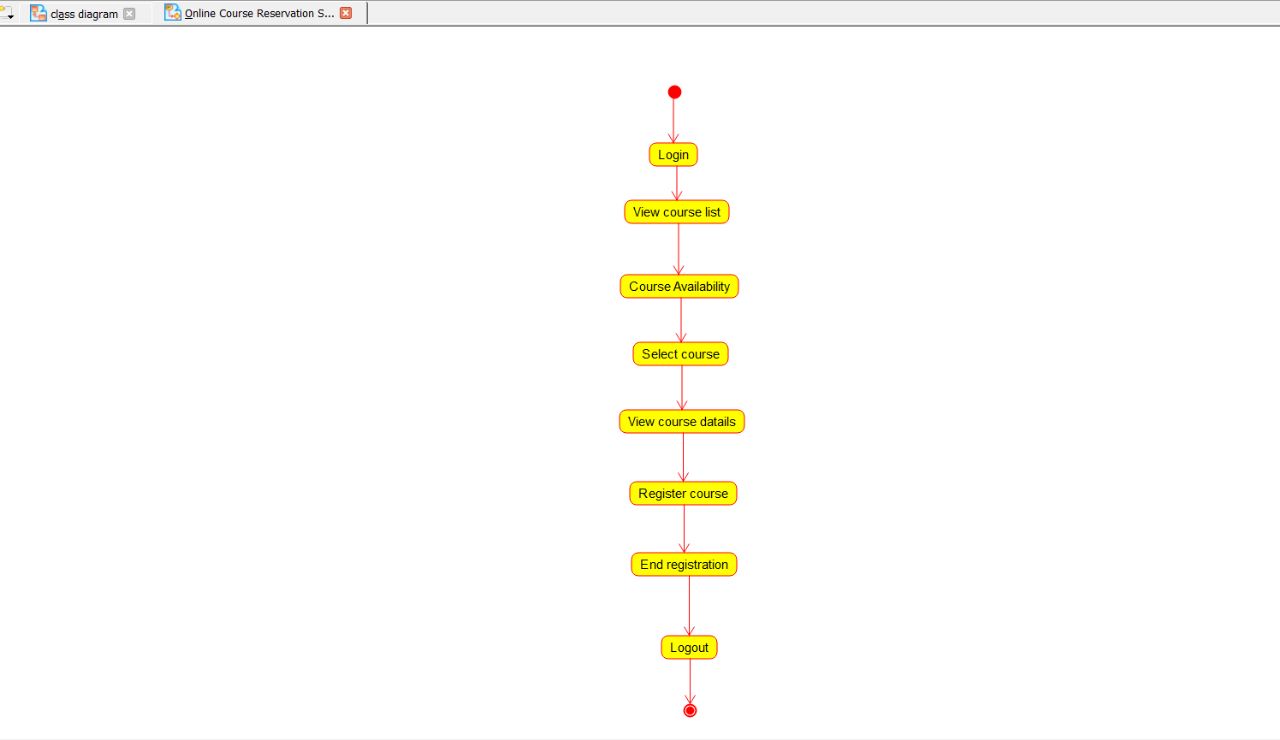 class diagram
Online Course Reservation S...
Login
View course list
Course Availability
Select course
View course datails
Register course
End registration
Logout